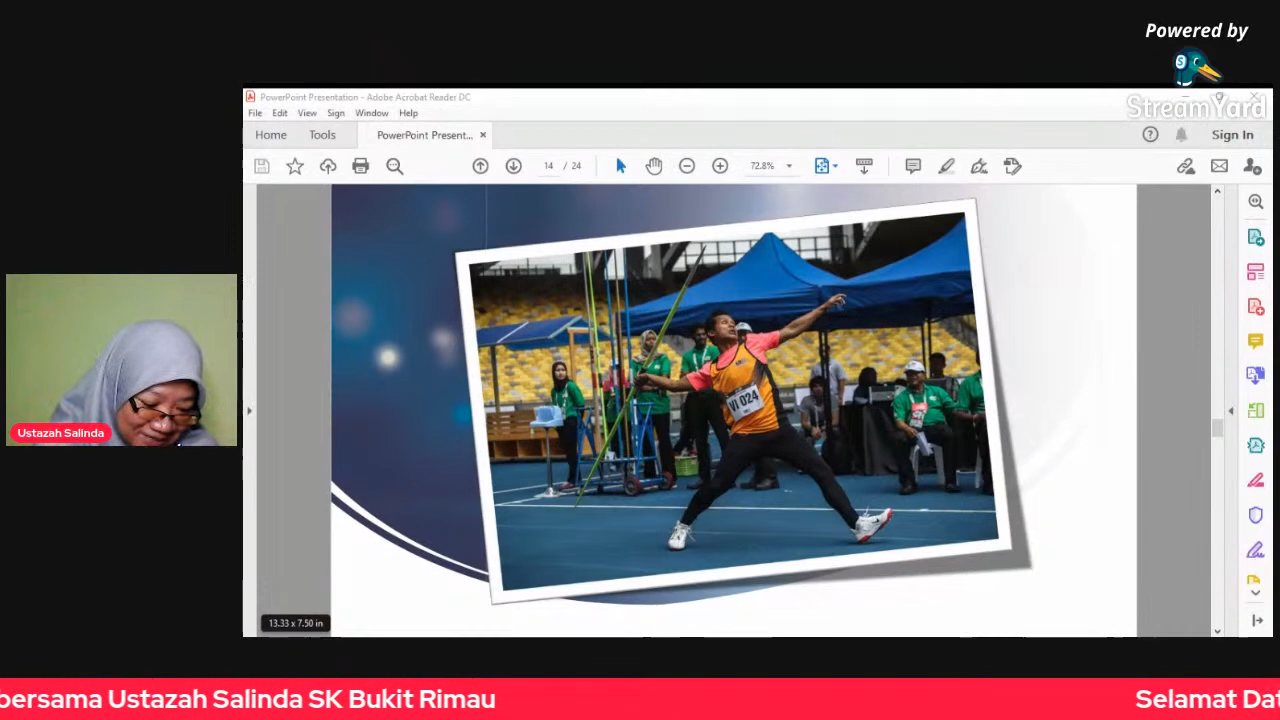 Powered by
StreamYard
PowerPoint Presentation - Adobe Acrobat Reader DC
File Edit View Sign Window Help
Home Tools PowerPoint Present... Sign In
14 / 24 72.8%
VI 024
Ustazah Salinda
13.33 x 7.50 in
bersama Ustazah Salinda SK Bukit Rimau Selamat Dat